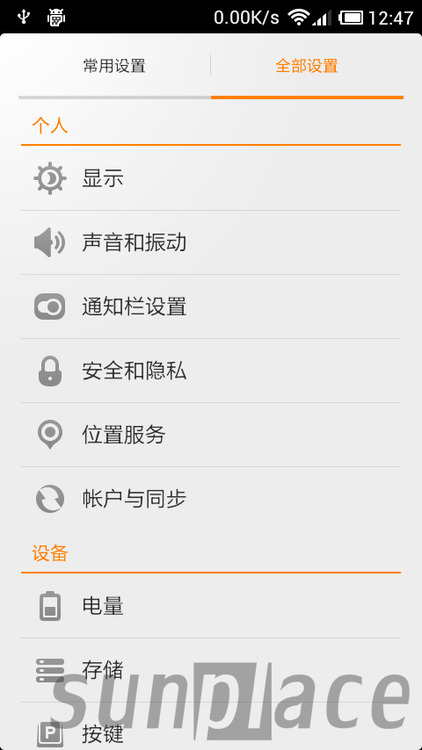 0.00K/s 12:47
常用设置 全部设置
个人
显示
声音和振动
通知栏设置
安全和隐私
位置服务
帐户与同步
设备
电量
存储
sunplace
P 按键